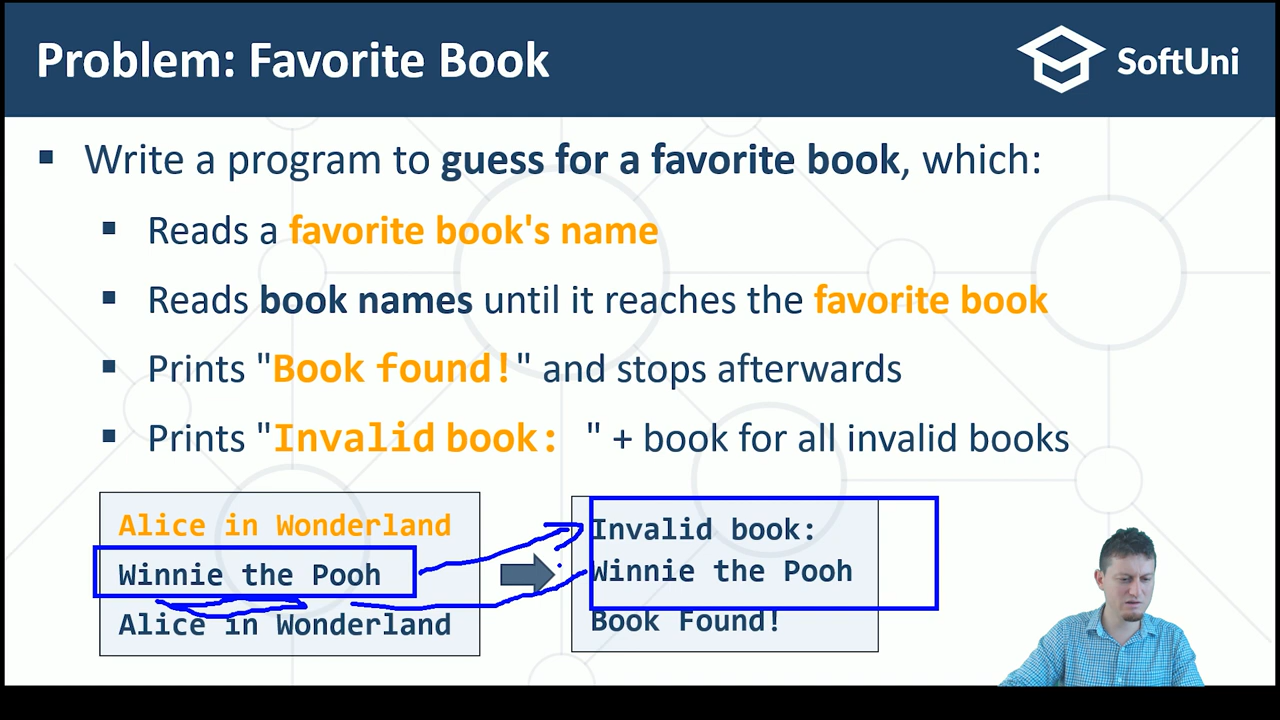 Problem: Favorite Book
SoftUni
▪ Write a program to guess for a favorite book, which:
▪ Reads a favorite book's name
▪ Reads book names until it reaches the favorite book
▪ Prints "Book found!" and stops afterwards
▪ Prints "Invalid book: " + book for all invalid books
Alice in Wonderland
Winnie the Pooh
Alice in Wonderland
Invalid book:
Winnie the Pooh
Book Found!